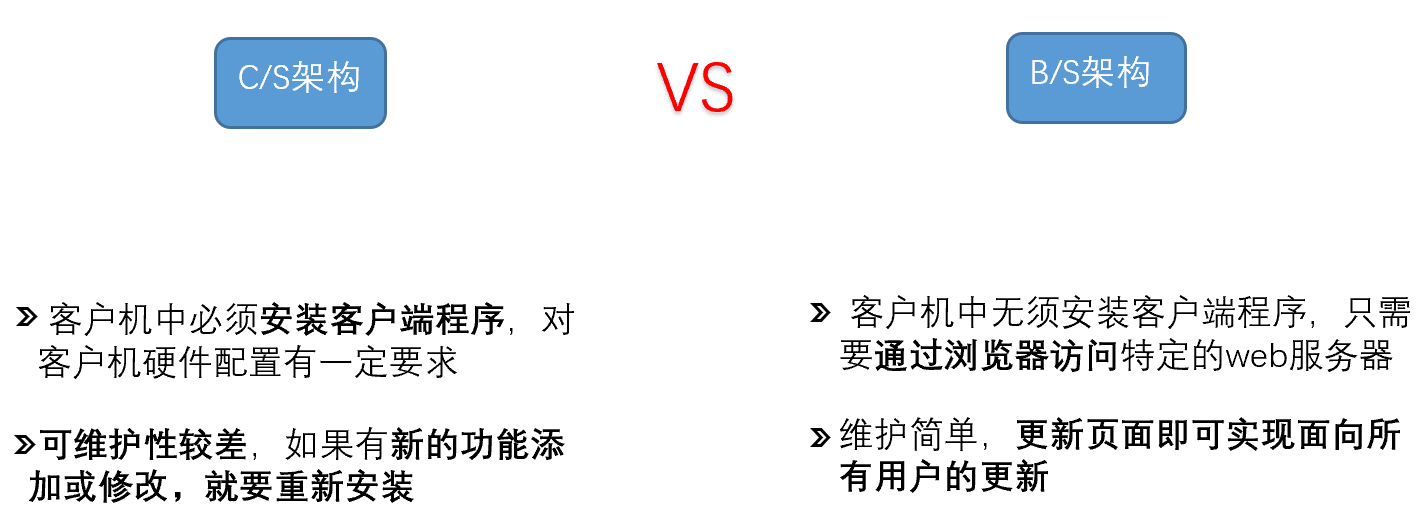 C/S架构
VS
B/S架构
客户机中必须安装客户端程序，对
客户机硬件配置有一定要求
可维护性较差，如果有新的功能添
加或修改，就要重新安装
客户机中无须安装客户端程序，只需
要通过浏览器访问特定的web服务器
维护简单，更新页面即可实现面向所
有用户的更新